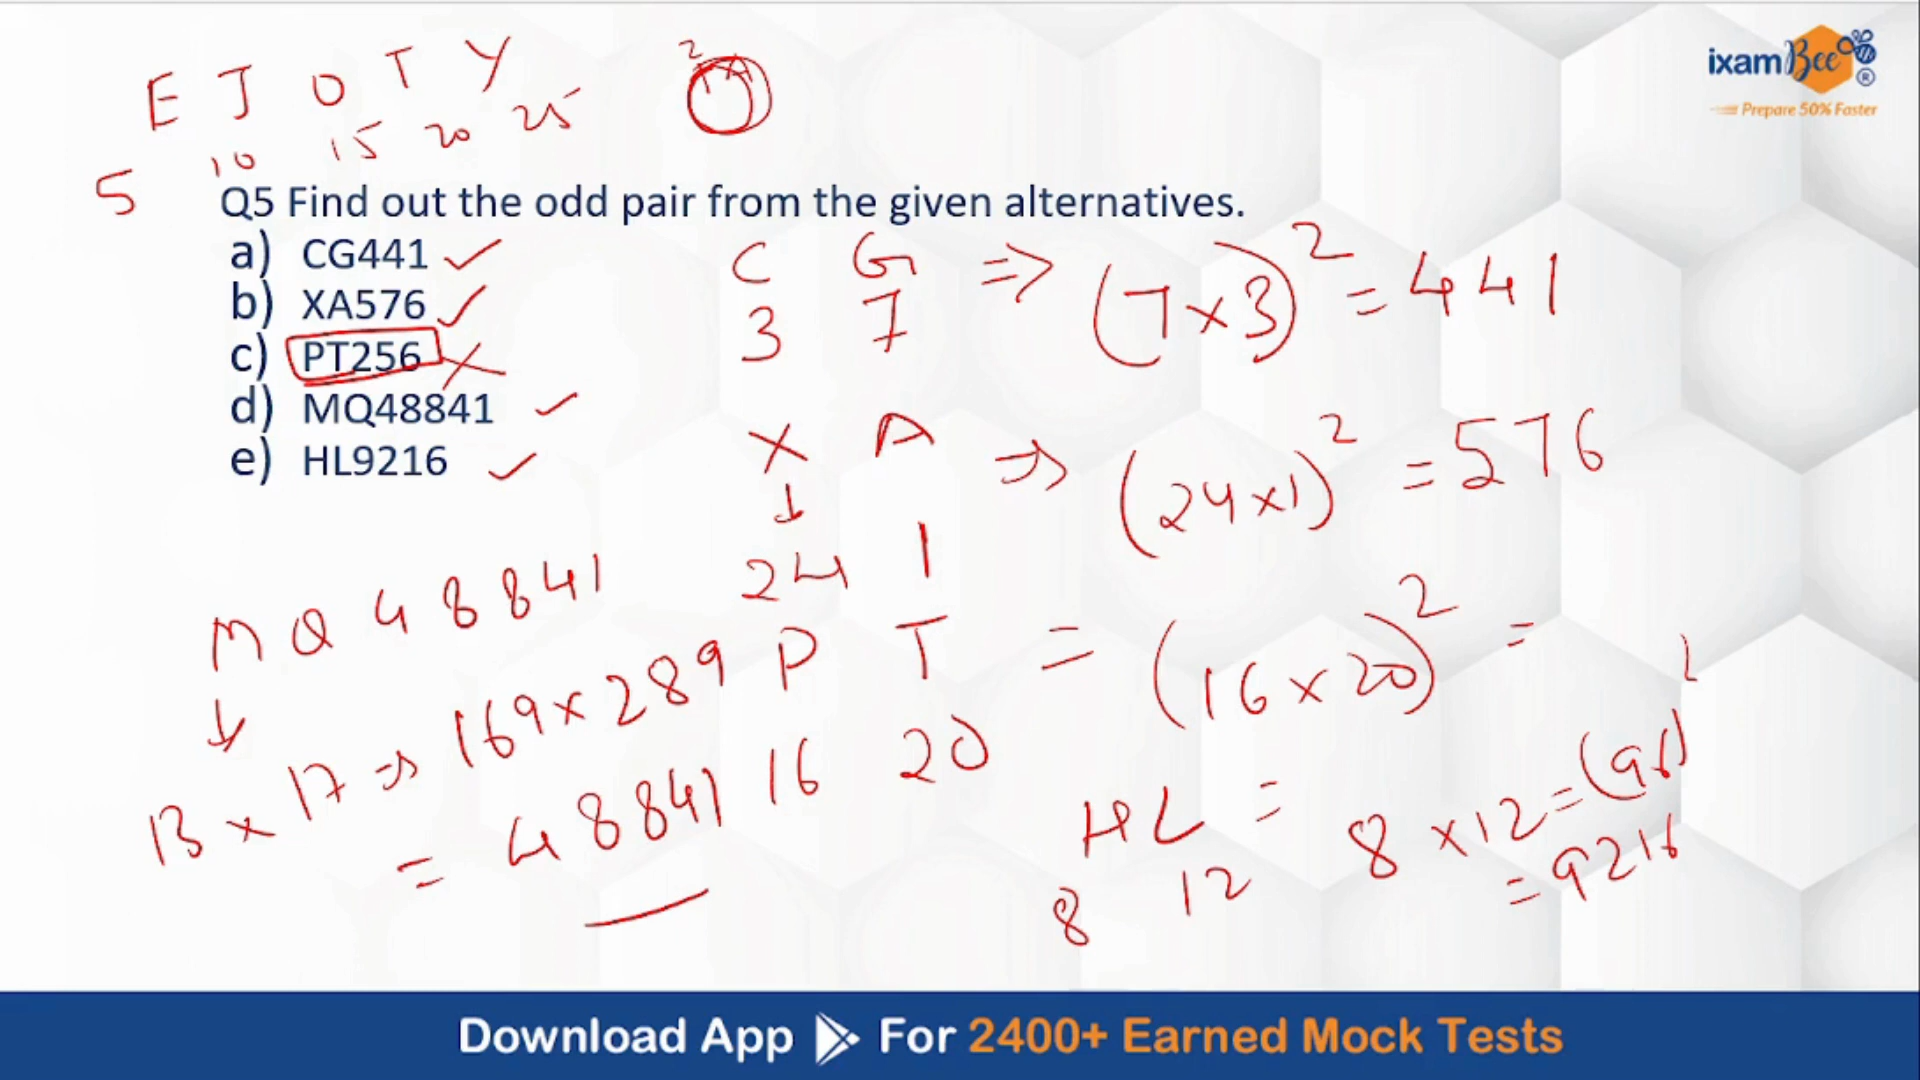 E J O T Y
5 10 15 20 25
ixamBee
®
Prepare 50% Faster
Q5 Find out the odd pair from the given alternatives.
a) CG441
b) XA576
c) PT256
d) MQ48841
e) HL9216
C G => (7×3)² = 441
3 7
X A => (24×1)² = 576
24 1
P T = (16×20)² =
16 20
MQ 48841
13 × 17 => 169×289
= 48841
HL = 8 ×12 = (96)²
8 12
= 9216
Download App For 2400+ Earned Mock Tests